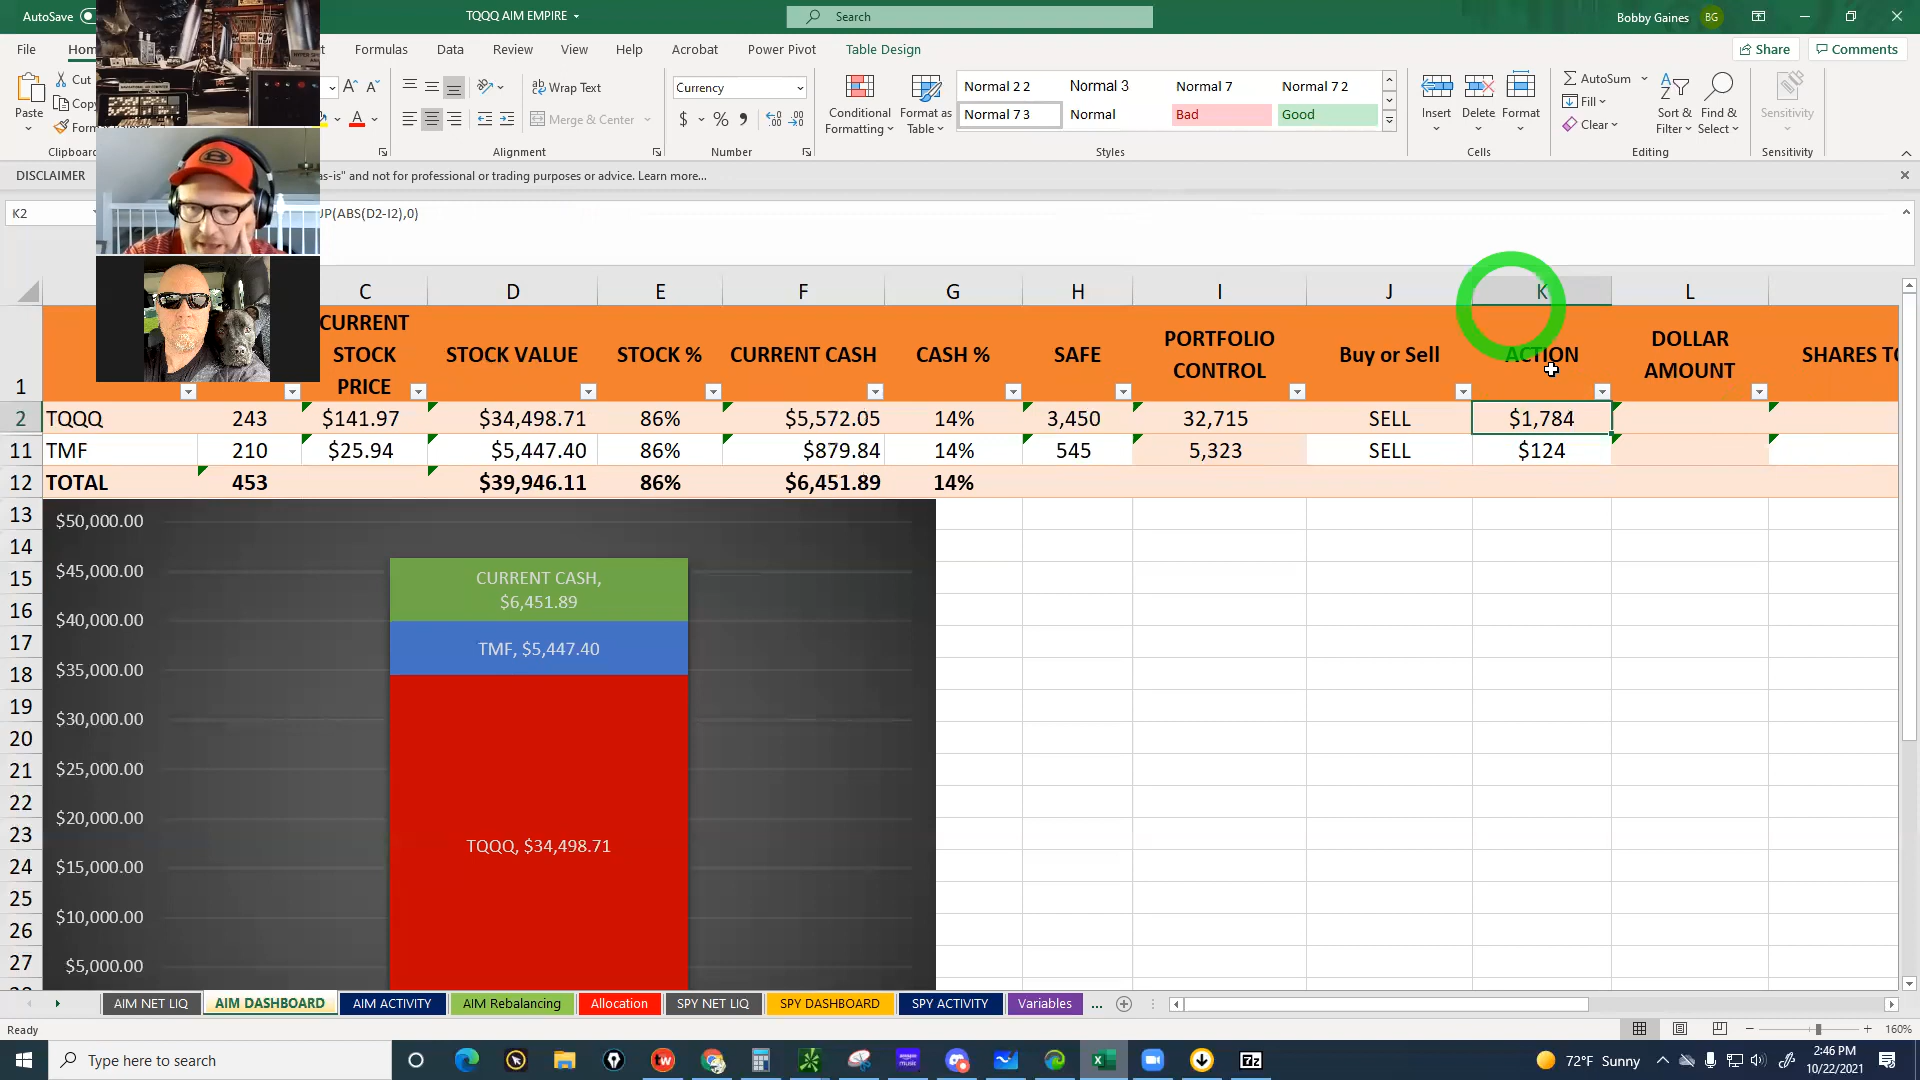 AutoSave
TQQQ AIM EMPIRE
Search
Bobby Gaines
BG
File
Formulas
Data
Review
View
Help
Acrobat
Power Pivot
Table Design
Share
Comments
Paste
Cut
Wrap Text
Merge & Center
Currency
$ % 9
Conditional Formatting
Format as Table
Normal 2 2
Normal 3
Normal 7
Normal 7 2
Normal 7 3
Normal
Bad
Good
Insert
Delete
Format
AutoSum
Fill
Clear
Sort & Filter
Find & Select
Sensitivity
Alignment
Number
Styles
Cells
Editing
Sensitivity
DISCLAIMER
as-is" and not for professional or trading purposes or advice. Learn more...
K2
UP(ABS(D2-I2),0)
C D E F G H I J K L
1
CURRENT STOCK PRICE
STOCK VALUE
STOCK %
CURRENT CASH
CASH %
SAFE
PORTFOLIO CONTROL
Buy or Sell
ACTION
DOLLAR AMOUNT
2 TQQQ 243 $141.97 $34,498.71 86% $5,572.05 14% 3,450 32,715 SELL $1,784
11 TMF 210 $25.94 $5,447.40 86% $879.84 14% 545 5,323 SELL $124
12 TOTAL 453 $39,946.11 86% $6,451.89 14%
13
14
15
16
17
18
19
20
21
22
23
24
25
26
27
$50,000.00
$45,000.00
$40,000.00
$35,000.00
$30,000.00
$25,000.00
$20,000.00
$15,000.00
$10,000.00
$5,000.00
CURRENT CASH,
$6,451.89
TMF, $5,447.40
TQQQ, $34,498.71
AIM NET LIQ
AIM DASHBOARD
AIM ACTIVITY
AIM Rebalancing
Allocation
SPY NET LIQ
SPY DASHBOARD
SPY ACTIVITY
Variables
...
Ready
160%
Type here to search
72°F Sunny
2:46 PM
10/22/2021